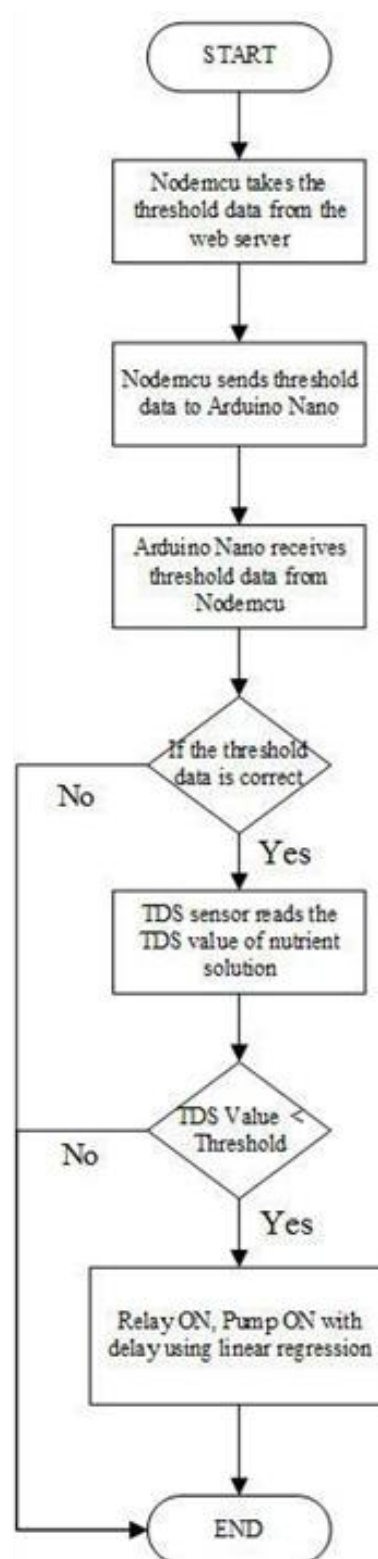 START
Nodemcu takes the
threshold data from the
web server
Nodemcu sends threshold
data to Arduino Nano
Arduino Nano receives
threshold data from
Nodemcu
If the threshold
data is correct
No
Yes
TDS sensor reads the
TDS value of nutrient
solution
TDS Value <
Threshold
No
Yes
Relay ON, Pump ON with
delay using linear regression
END